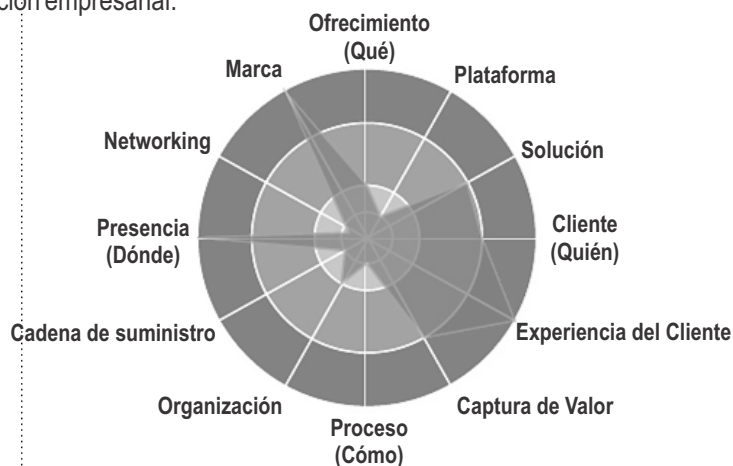 empresarial.
Ofrecimiento
(Qué)
Marca
Plataforma
Networking
Solución
Presencia
(Dónde)
Cliente
(Quién)
Cadena de suministro
Experiencia del Cliente
Organización
Captura de Valor
Proceso
(Cómo)